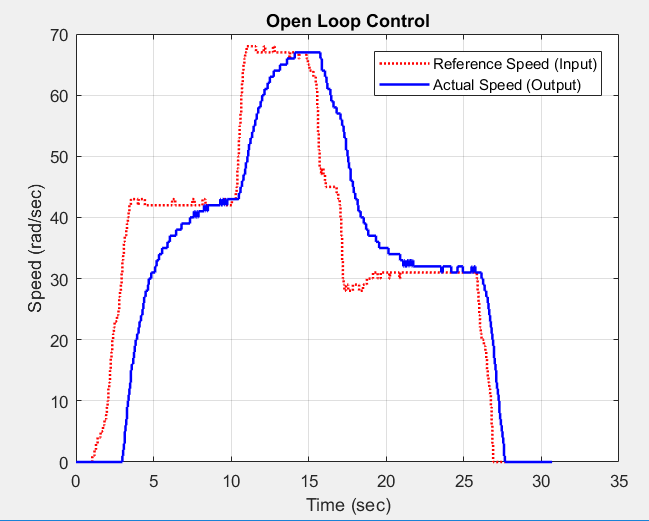 Open Loop Control
Reference Speed (Input)
Actual Speed (Output)
Speed (rad/sec)
70
60
50
40
30
20
10
0
0 5 10 15 20 25 30 35
Time (sec)